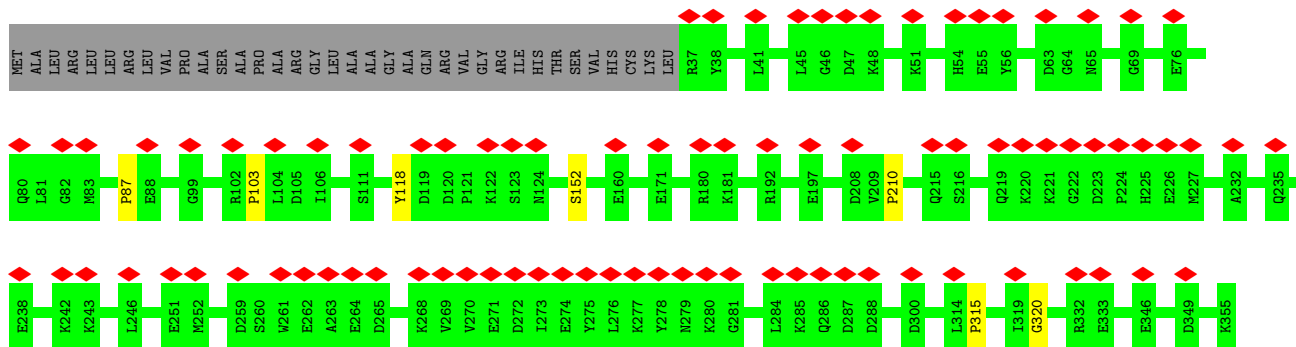 MET ALA LEU ARG LEU LEU ARG LEU VAL PRO ALA SER ALA PRO ALA ARG GLY LEU ALA ALA GLY ALA GLN ARG VAL GLY ARG ILE HIS THR SER VAL HIS CYS LYS LEU R37 Y38 L41 L45 G46 D47 K48 K51 H54 E55 Y56 D63 G64 N65 G69 E76
Q80 L81 G82 M83 P87 E88 G99 R102 P103 L104 D105 I106 S111 Y118 D119 D120 P121 K122 S123 N124 S152 E160 E171 R180 K181 R192 E197 D208 V209 P210 Q215 S216 Q219 K220 K221 G222 D223 P224 H225 E226 M227 A232 Q235
E238 K242 K243 L246 E251 M252 D259 S260 W261 E262 A263 E264 D265 K268 V269 V270 E271 D272 I273 E274 Y275 L276 K277 Y278 N279 K280 G281 L284 K285 Q286 D287 D288 D300 L314 P315 I319 G320 R332 E333 E346 D349 K355